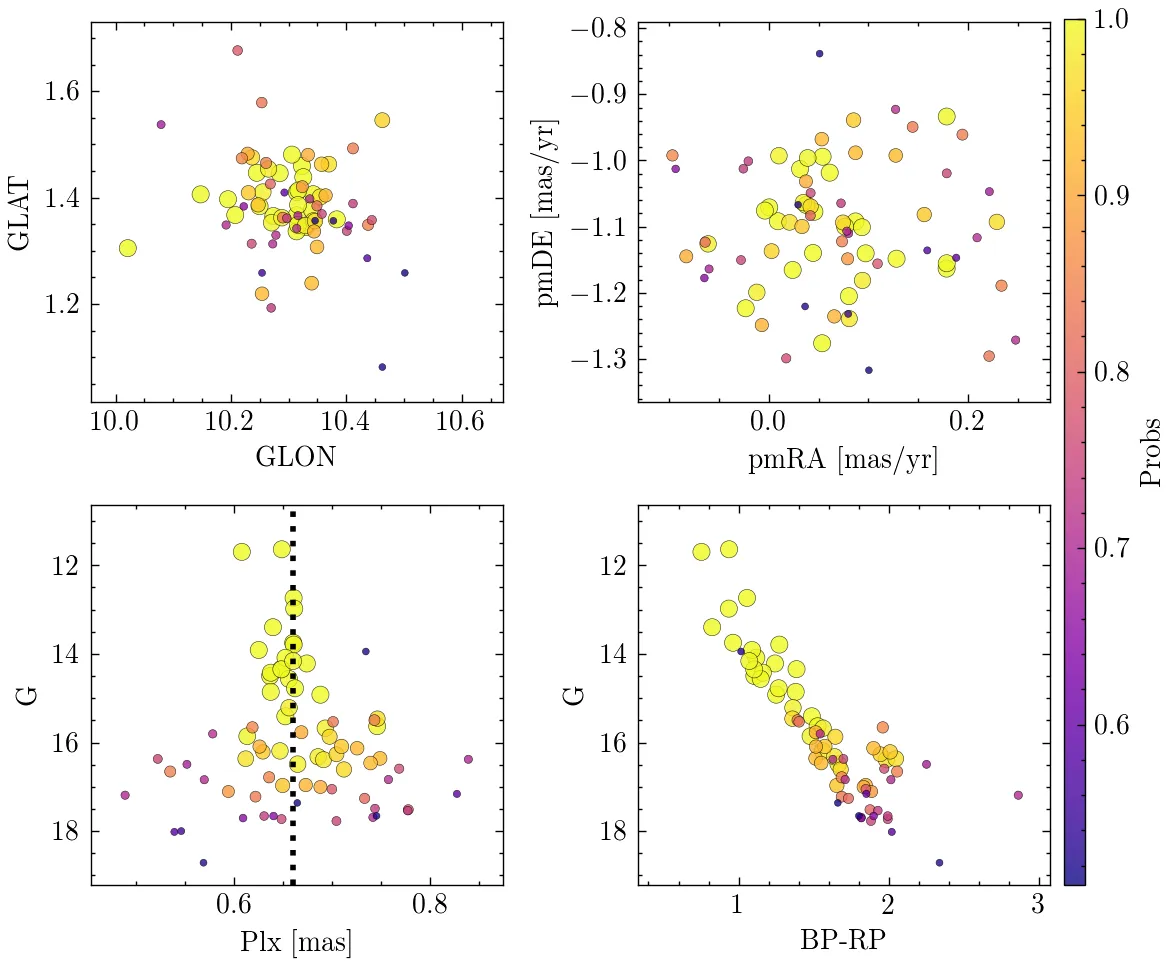 1.6
1.4
1.2
GLAT
10.0 10.2 10.4 10.6
GLON
−0.8
−0.9
−1.0
−1.1
−1.2
−1.3
pmDE [mas/yr]
0.0 0.2
pmRA [mas/yr]
12
14
16
18
G
0.6 0.8
Plx [mas]
12
14
16
18
G
1 2 3
BP-RP
1.0
0.9
0.8
0.7
0.6
Probs